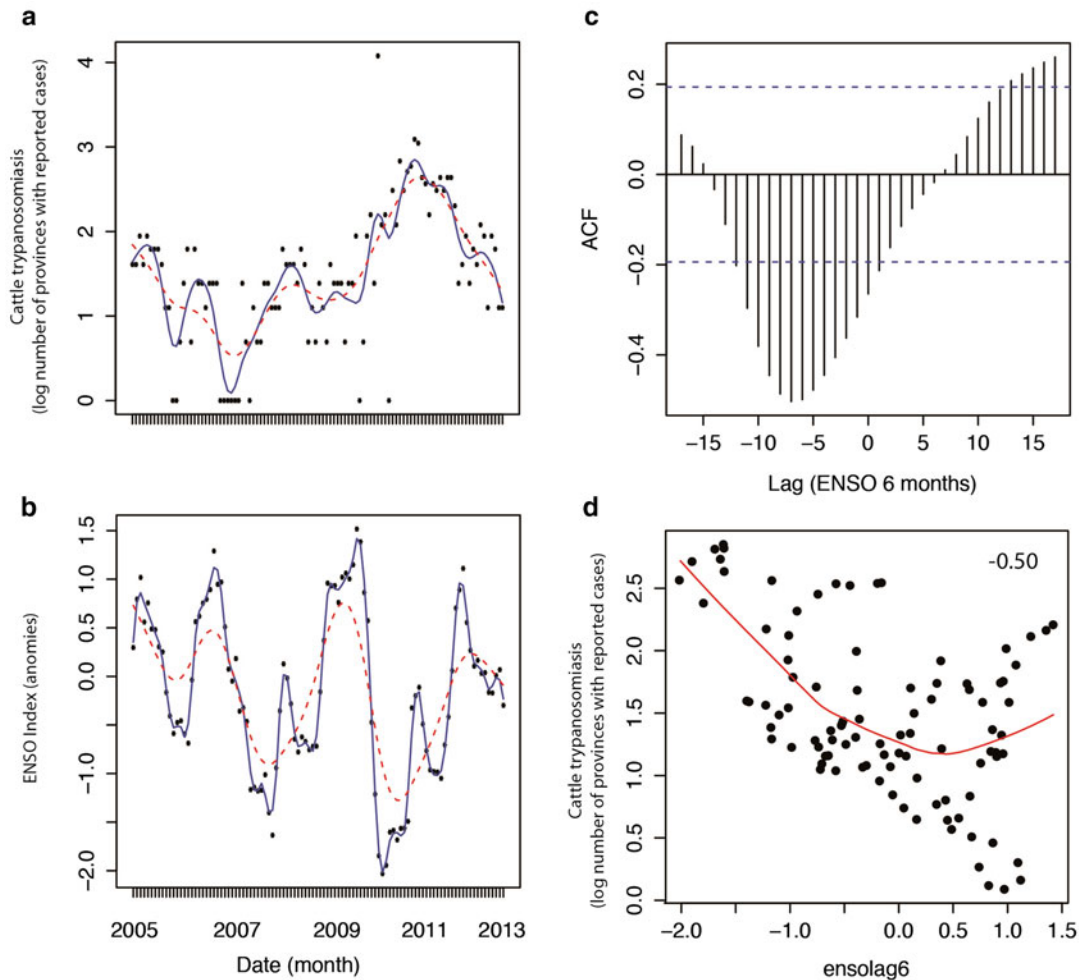 a
Cattle trypanosomiasis
(log number of provinces with reported cases)
4
3
2
1
0
b
ENSO Index (anomies)
1.5
0.5
0.0
−1.0
−2.0
2005 2007 2009 2011 2013
Date (month)
c
ACF
0.2
0.0
−0.2
−0.4
−15 −10 −5 0 5 10 15
Lag (ENSO 6 months)
d
Cattle trypanosomiasis
(log number of provinces with reported cases)
2.5
2.0
1.5
1.0
0.5
0.0
-0.50
−2.0 −1.0 0.0 0.5 1.0 1.5
ensolag6